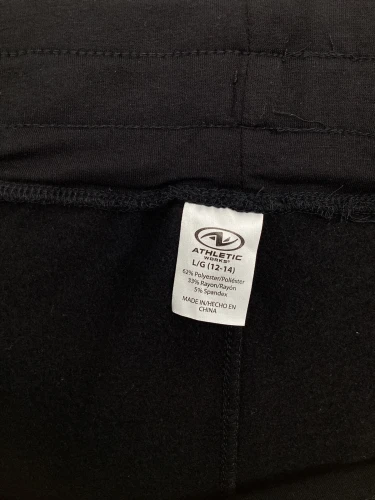 ATHLETIC
WORKS®
L/G (12-14)
62% Polyester/Poliéster
33% Rayon/Rayón
5% Spandex
MADE IN/HECHO EN
CHINA